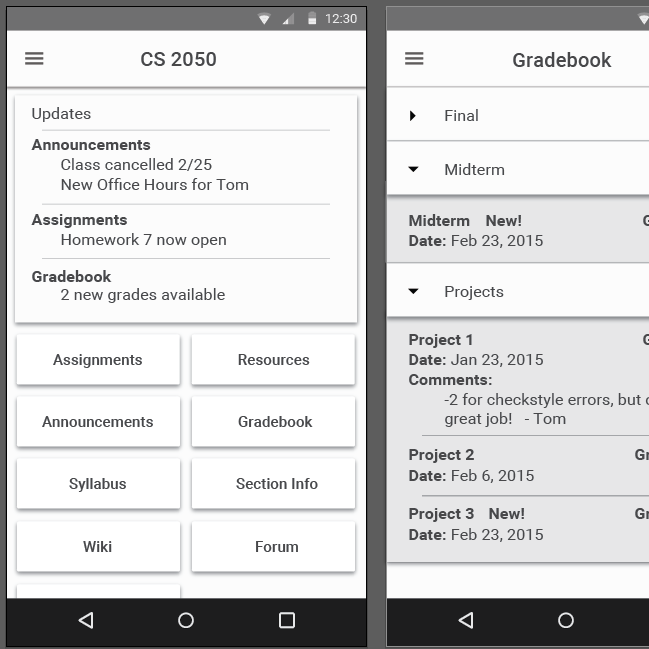 12:30
CS 2050
Updates
Announcements
Class cancelled 2/25
New Office Hours for Tom
Assignments
Homework 7 now open
Gradebook
2 new grades available
Assignments
Resources
Announcements
Gradebook
Syllabus
Section Info
Wiki
Forum
Gradebook
Final
Midterm
Midterm New!
Date: Feb 23, 2015
Projects
Project 1
Date: Jan 23, 2015
Comments:
-2 for checkstyle errors, but
great job! - Tom
Project 2
Date: Feb 6, 2015
Project 3 New!
Date: Feb 23, 2015